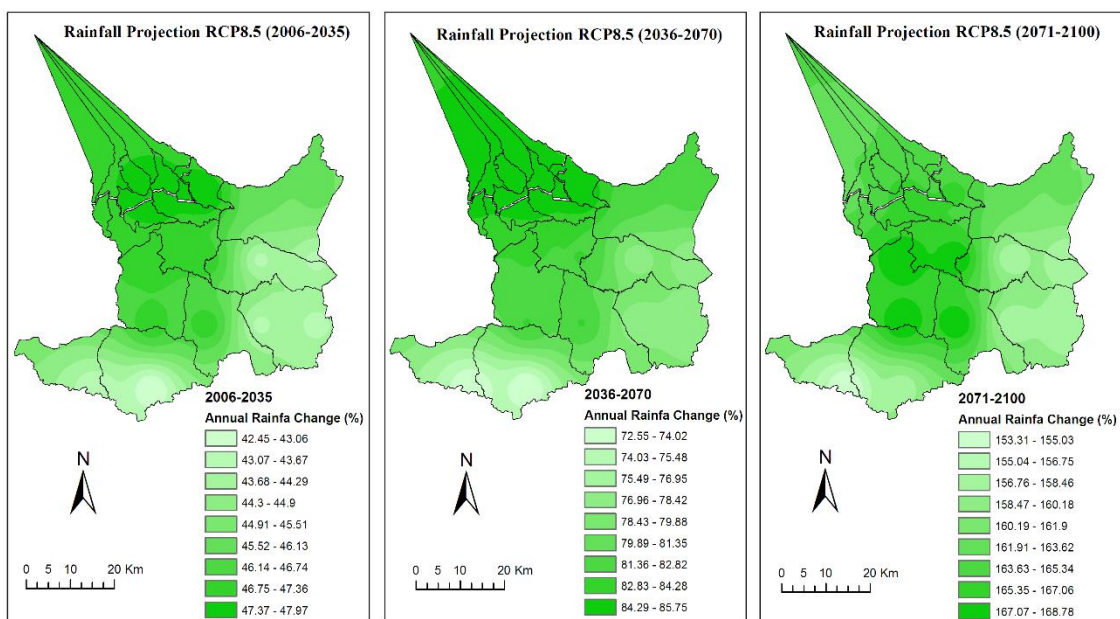 Rainfall Projection RCP8.5 (2006-2035)
2006-2035
Annual Rainfa Change (%)
42.45 - 43.06
43.07 - 43.67
43.68 - 44.29
44.3 - 44.9
44.91 - 45.51
45.52 - 46.13
46.14 - 46.74
46.75 - 47.36
47.37 - 47.97
N
0 5 10 20 Km
Rainfall Projection RCP8.5 (2036-2070)
2036-2070
Annual Rainfa Change (%)
72.55 - 74.02
74.03 - 75.48
75.49 - 76.95
76.96 - 78.42
78.43 - 79.88
79.89 - 81.35
81.36 - 82.82
82.83 - 84.28
84.29 - 85.75
N
0 5 10 20 Km
Rainfall Projection RCP8.5 (2071-2100)
2071-2100
Annual Rainfa Change (%)
153.31 - 155.03
155.04 - 156.75
156.76 - 158.46
158.47 - 160.18
160.19 - 161.9
161.91 - 163.62
163.63 - 165.34
165.35 - 167.06
167.07 - 168.78
N
0 5 10 20 Km